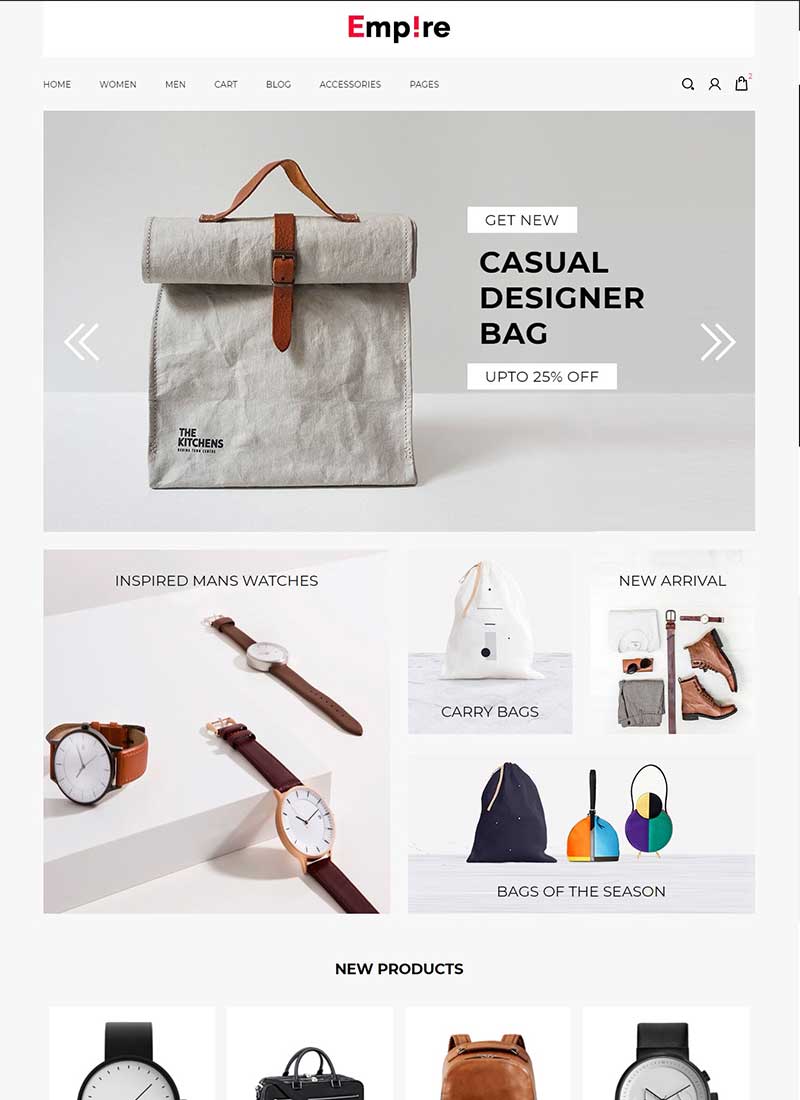 Emp!re
HOME WOMEN MEN CART BLOG ACCESSORIES PAGES
2
GET NEW
CASUAL
DESIGNER
BAG
UPTO 25% OFF
THE
KITCHENS
INSPIRED MANS WATCHES
NEW ARRIVAL
CARRY BAGS
BAGS OF THE SEASON
NEW PRODUCTS